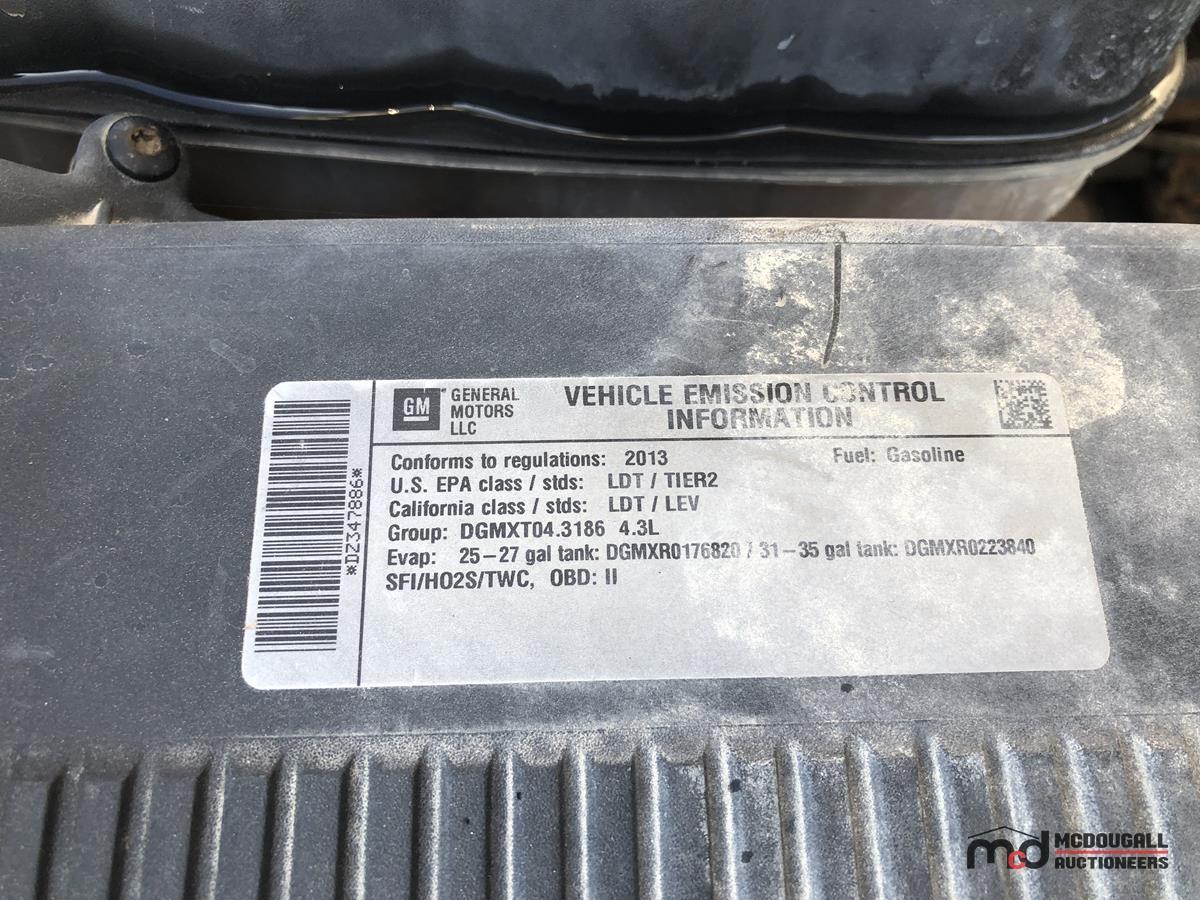 *DZ347886*
GM
GENERAL
MOTORS
LLC
VEHICLE EMISSION CONTROL
INFORMATION
Conforms to regulations: 2013
Fuel: Gasoline
U.S. EPA class / stds: LDT / TIER2
California class / stds: LDT / LEV
Group: DGMXT04.3186 4.3L
Evap: 25-27 gal tank: DGMXR0176820 / 31-35 gal tank: DGMXR0223840
SFI/HO2S/TWC, OBD: II
mcd
MCDOUGALL
AUCTIONEERS